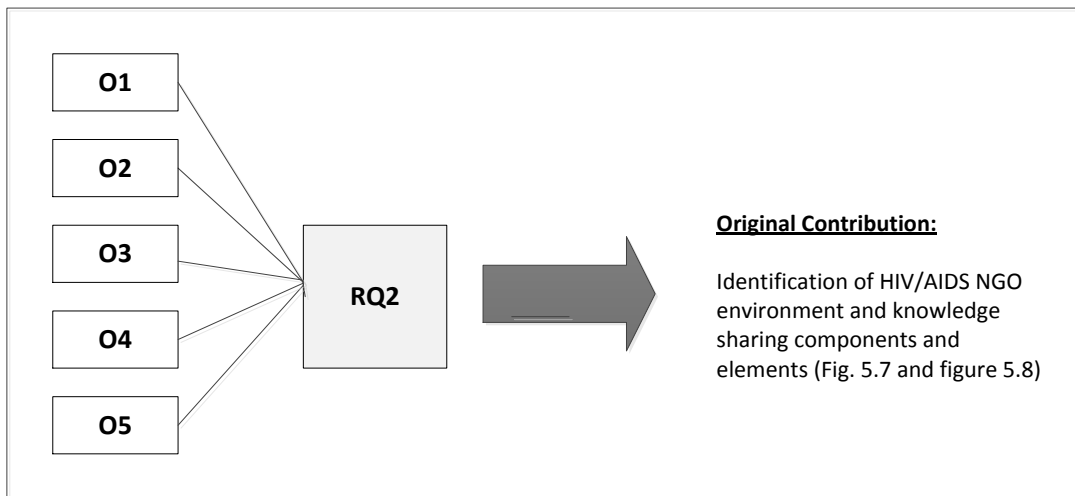 O1
O2
O3
O4
O5
RQ2
Original Contribution:
Identification of HIV/AIDS NGO
environment and knowledge
sharing components and
elements (Fig. 5.7 and figure 5.8)